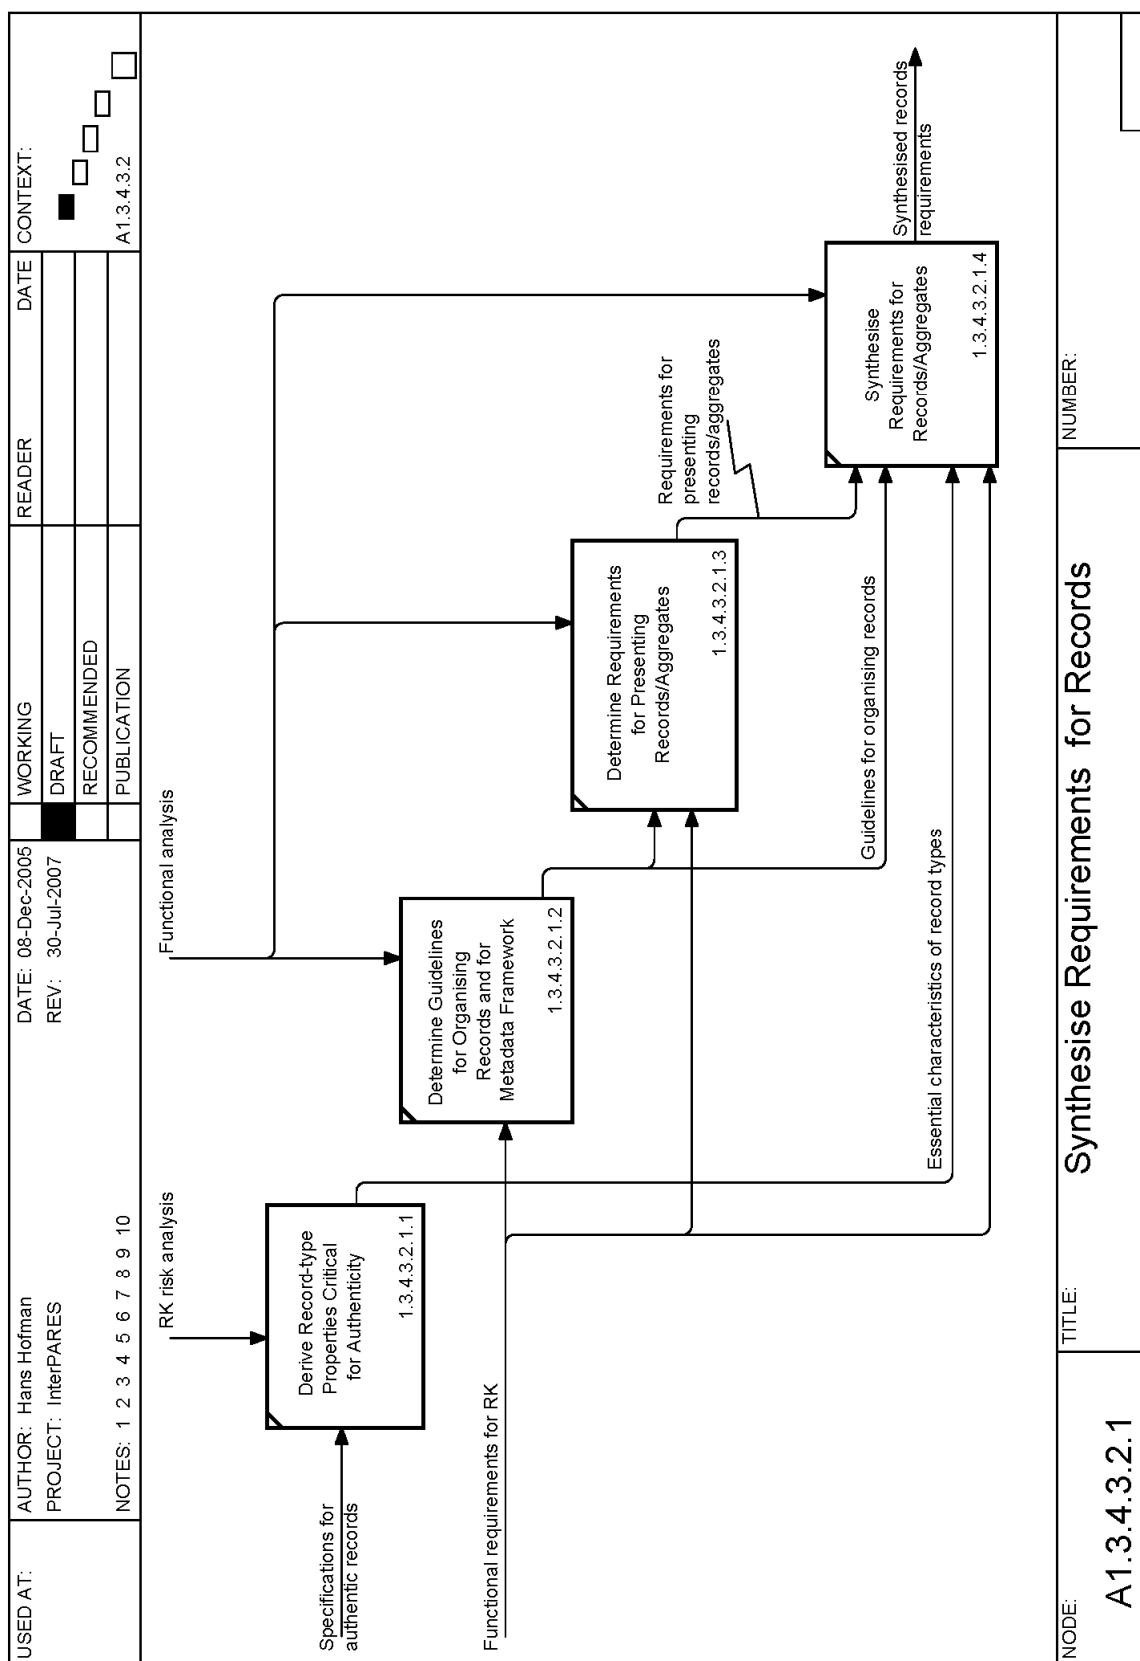 USED AT:
AUTHOR: Hans Hofman
PROJECT: InterPARES
NOTES: 1 2 3 4 5 6 7 8 9 10
DATE: 08-Dec-2005
REV: 30-Jul-2007
WORKING
DRAFT
RECOMMENDED
PUBLICATION
READER
DATE
CONTEXT:
A1.3.4.3.2
RK risk analysis
Functional analysis
Specifications for
authentic records
Derive Record-type
Properties Critical
for Authenticity
1.3.4.3.2.1.1
Functional requirements for RK
Determine Guidelines
for Organising
Records and for
Metadata Framework
1.3.4.3.2.1.2
Determine Requirements
for Presenting
Records/Aggregates
1.3.4.3.2.1.3
Requirements for
presenting
records/aggregates
Synthesise
Requirements for
Records/Aggregates
1.3.4.3.2.1.4
Synthesised records
requirements
Guidelines for organising records
Essential characteristics of record types
NODE:
A1.3.4.3.2.1
TITLE:
Synthesise Requirements for Records
NUMBER: